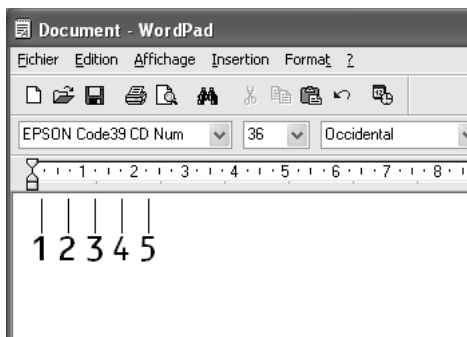 Document - WordPad
Fichier Edition Affichage Insertion Format ?
EPSON Code39 CD Num 36 Occidental
1 2 3 4 5 6 7 8
1 2 3 4 5